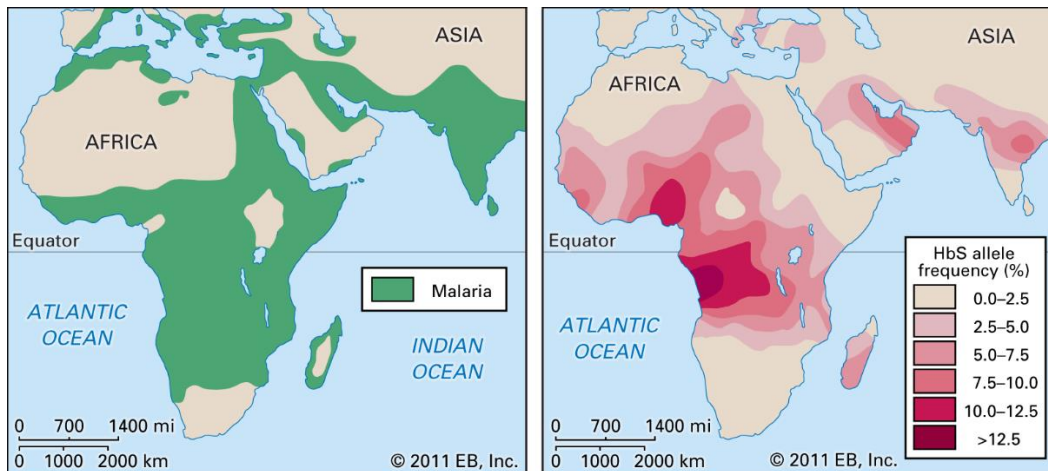 ASIA
AFRICA
Equator
Malaria
ATLANTIC
OCEAN
INDIAN
OCEAN
0 700 1400 mi
0 1000 2000 km
© 2011 EB, Inc.
ASIA
AFRICA
Equator
ATLANTIC
OCEAN
HbS allele
frequency (%)
0.0–2.5
2.5–5.0
5.0–7.5
7.5–10.0
10.0–12.5
>12.5
0 700 1400 mi
0 1000 2000 km
© 2011 EB, Inc.